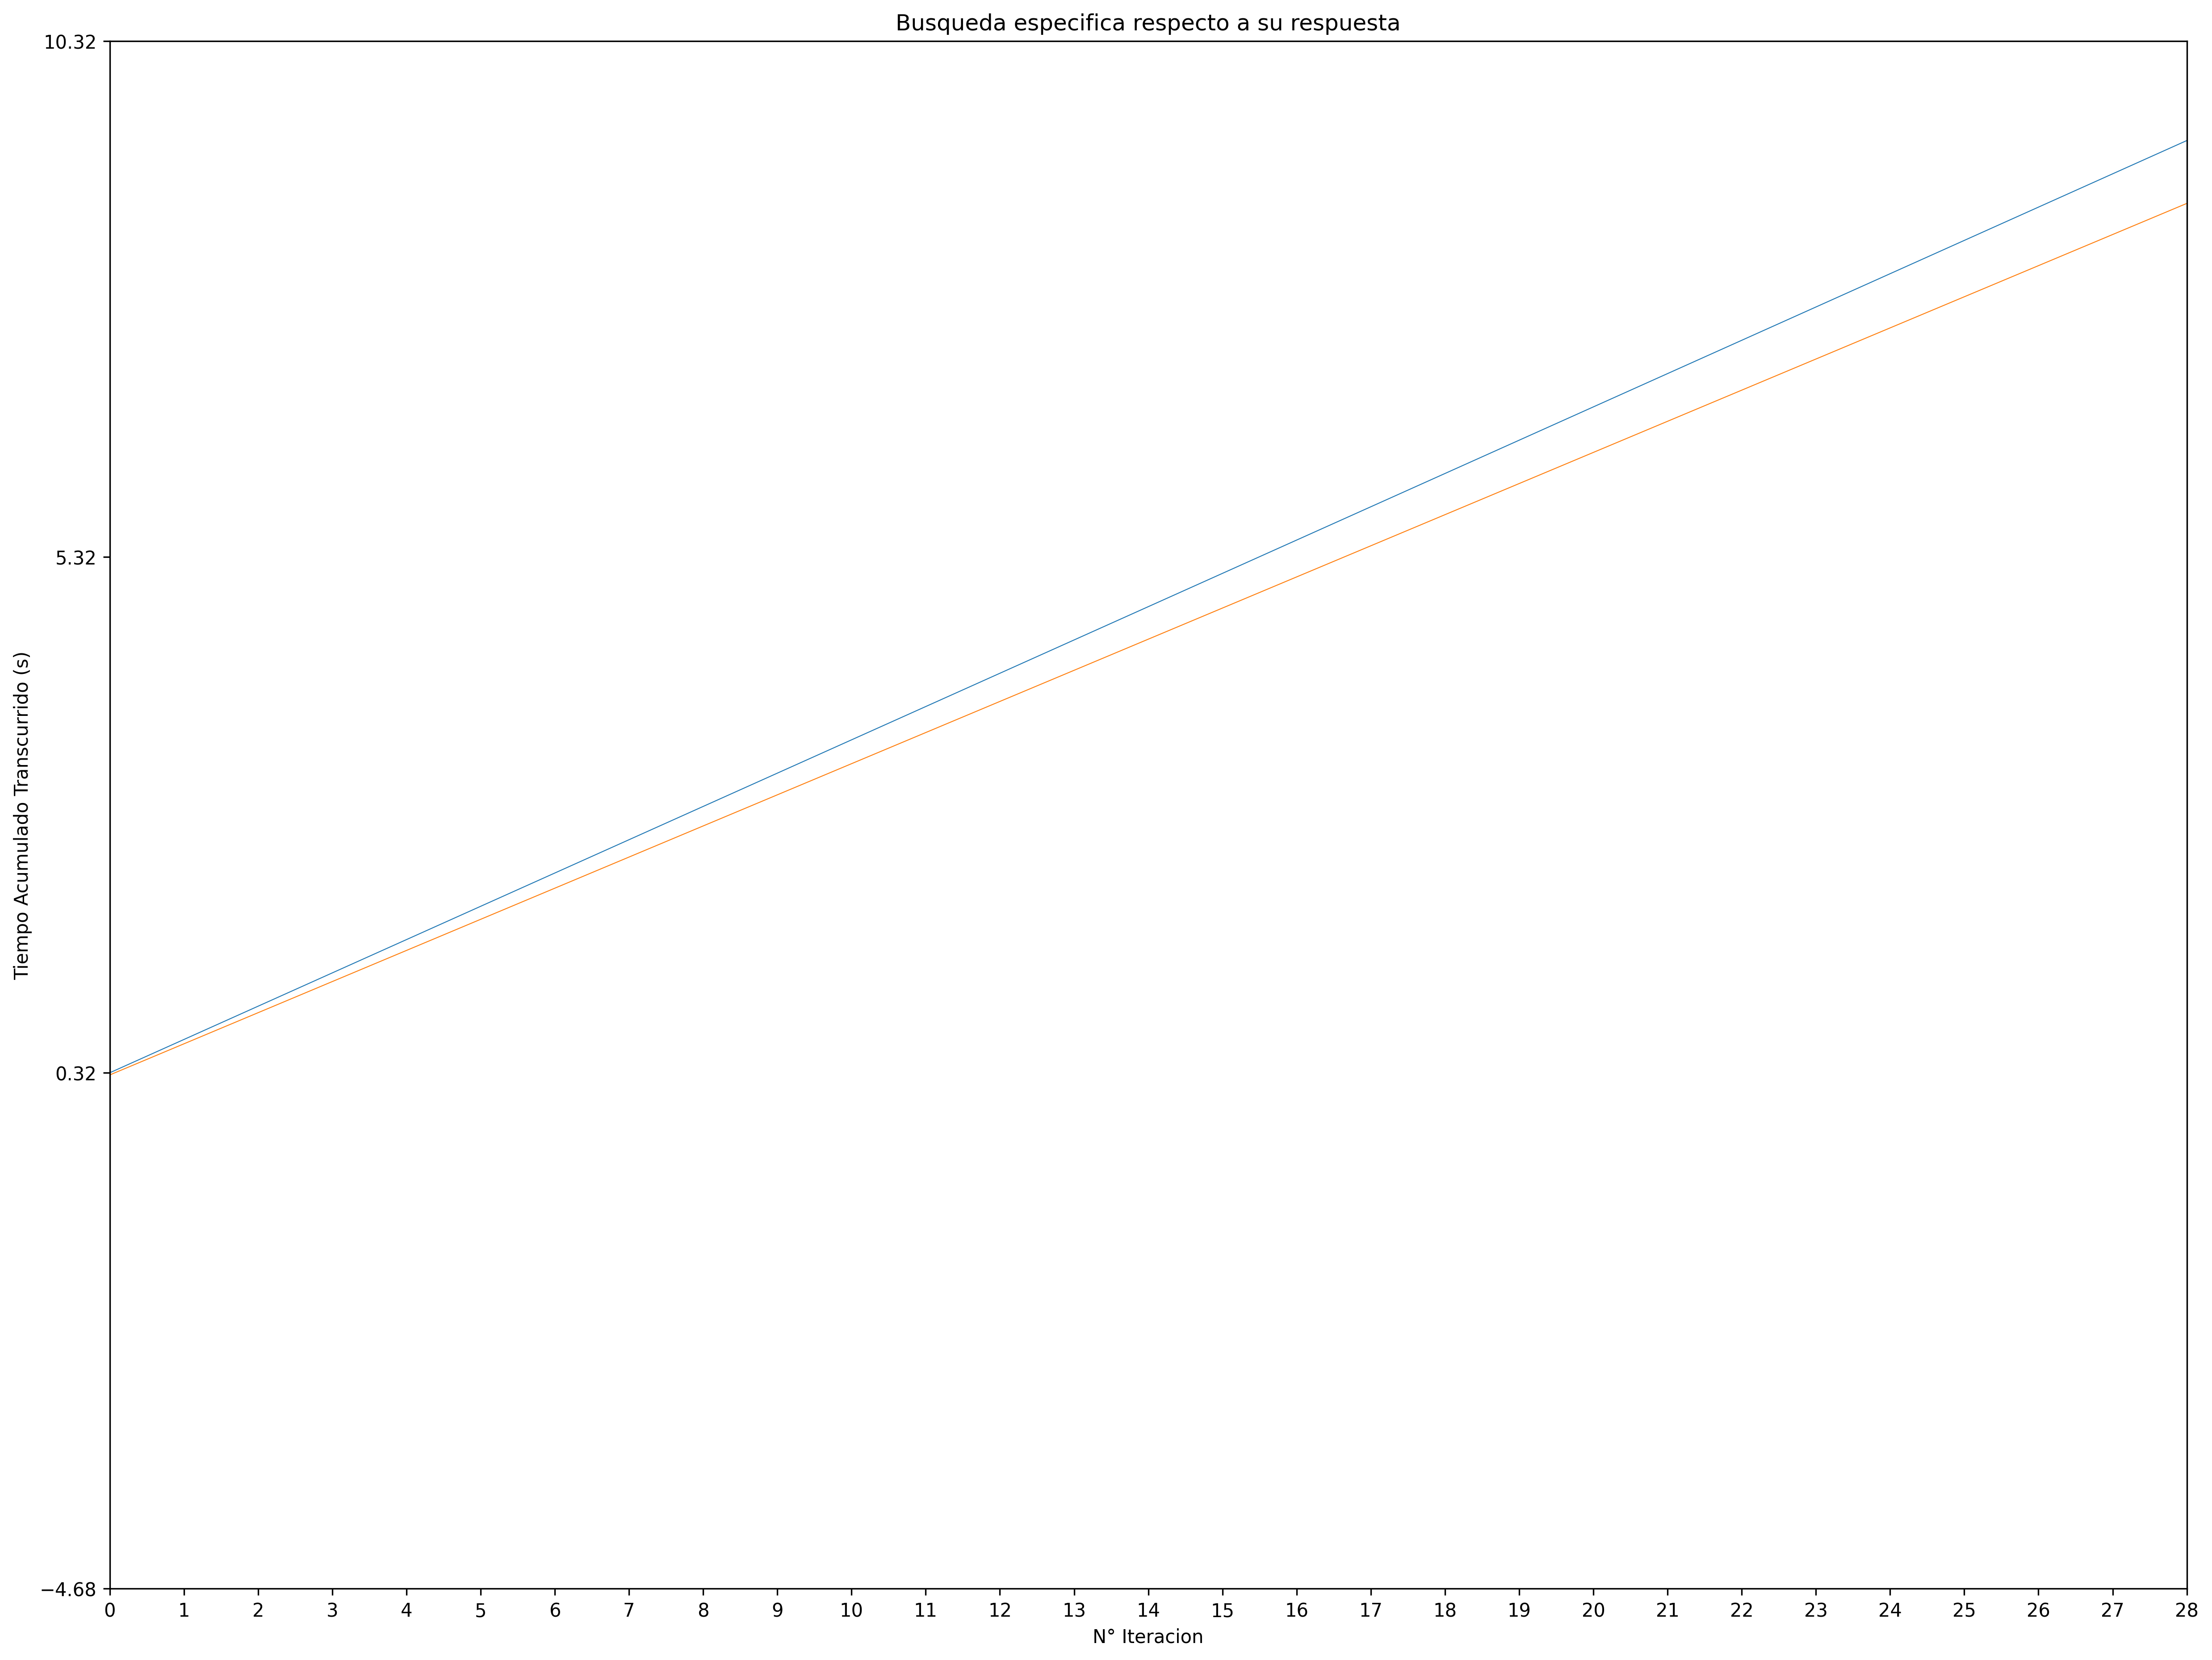 Busqueda especifica respecto a su respuesta
10.32
5.32
0.32
−4.68
Tiempo Acumulado Transcurrido (s)
0 1 2 3 4 5 6 7 8 9 10 11 12 13 14 15 16 17 18 19 20 21 22 23 24 25 26 27 28
N° Iteracion